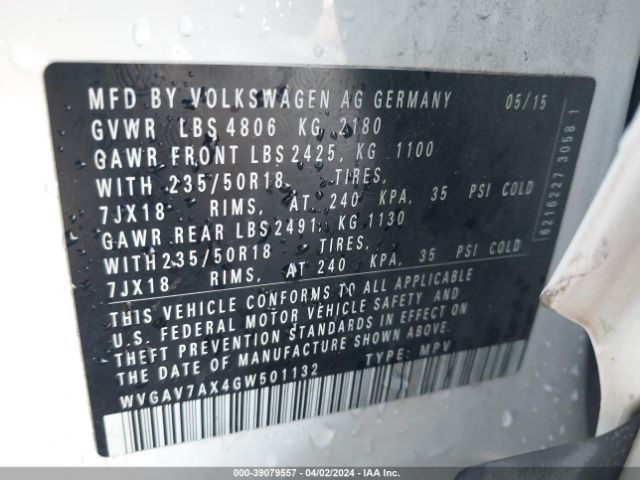 MFD BY VOLKSWAGEN AG GERMANY 05/15
GVWR LBS 4806 KG 2180
GAWR FRONT LBS 2425, KG 1100
WITH 235/50R18 TIRES,
7JX18 RIMS, AT 240 KPA, 35 PSI COLD
GAWR REAR LBS 2491, KG 1130
WITH 235/50R18 TIRES,
7JX18 RIMS, AT 240 KPA, 35 PSI COLD
THIS VEHICLE CONFORMS TO ALL APPLICABLE
U.S. FEDERAL MOTOR VEHICLE SAFETY AND
THEFT PREVENTION STANDARDS IN EFFECT ON
THE DATE OF MANUFACTURE SHOWN ABOVE.
WVGAV7AX4GW501132 TYPE: MPV
6216227 3058 1
000-39079557 - 04/02/2024 - IAA Inc.